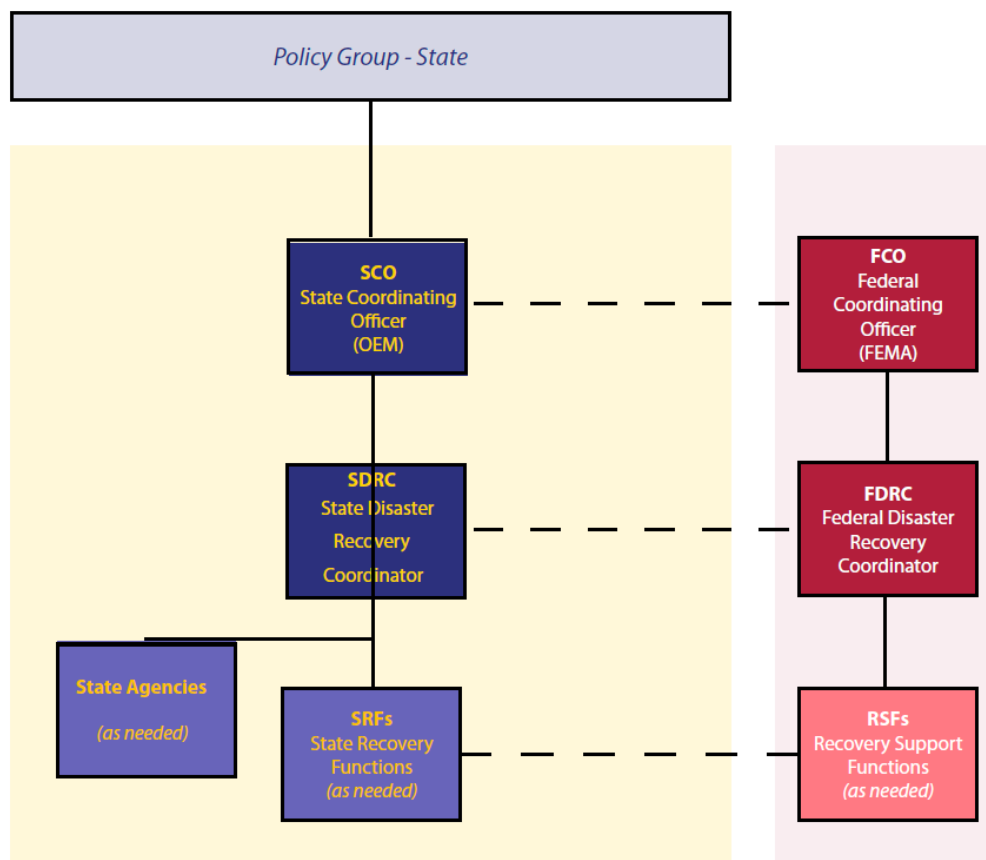 Policy Group - State
SCO
State Coordinating
Officer
(OEM)
FCO
Federal
Coordinating
Officer
(FEMA)
SDRC
State Disaster
Recovery
Coordinator
FDRC
Federal Disaster
Recovery
Coordinator
State Agencies
(as needed)
SRFs
State Recovery
Functions
(as needed)
RSFs
Recovery Support
Functions
(as needed)